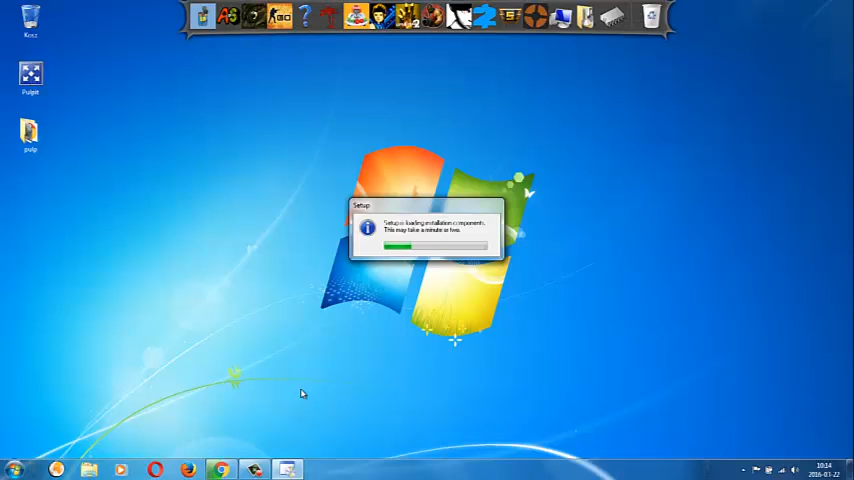 Kosz
Pulpit
pulp
Setup
Setup is loading installation components.
This may take a minute or two.
10:14
2016-03-22